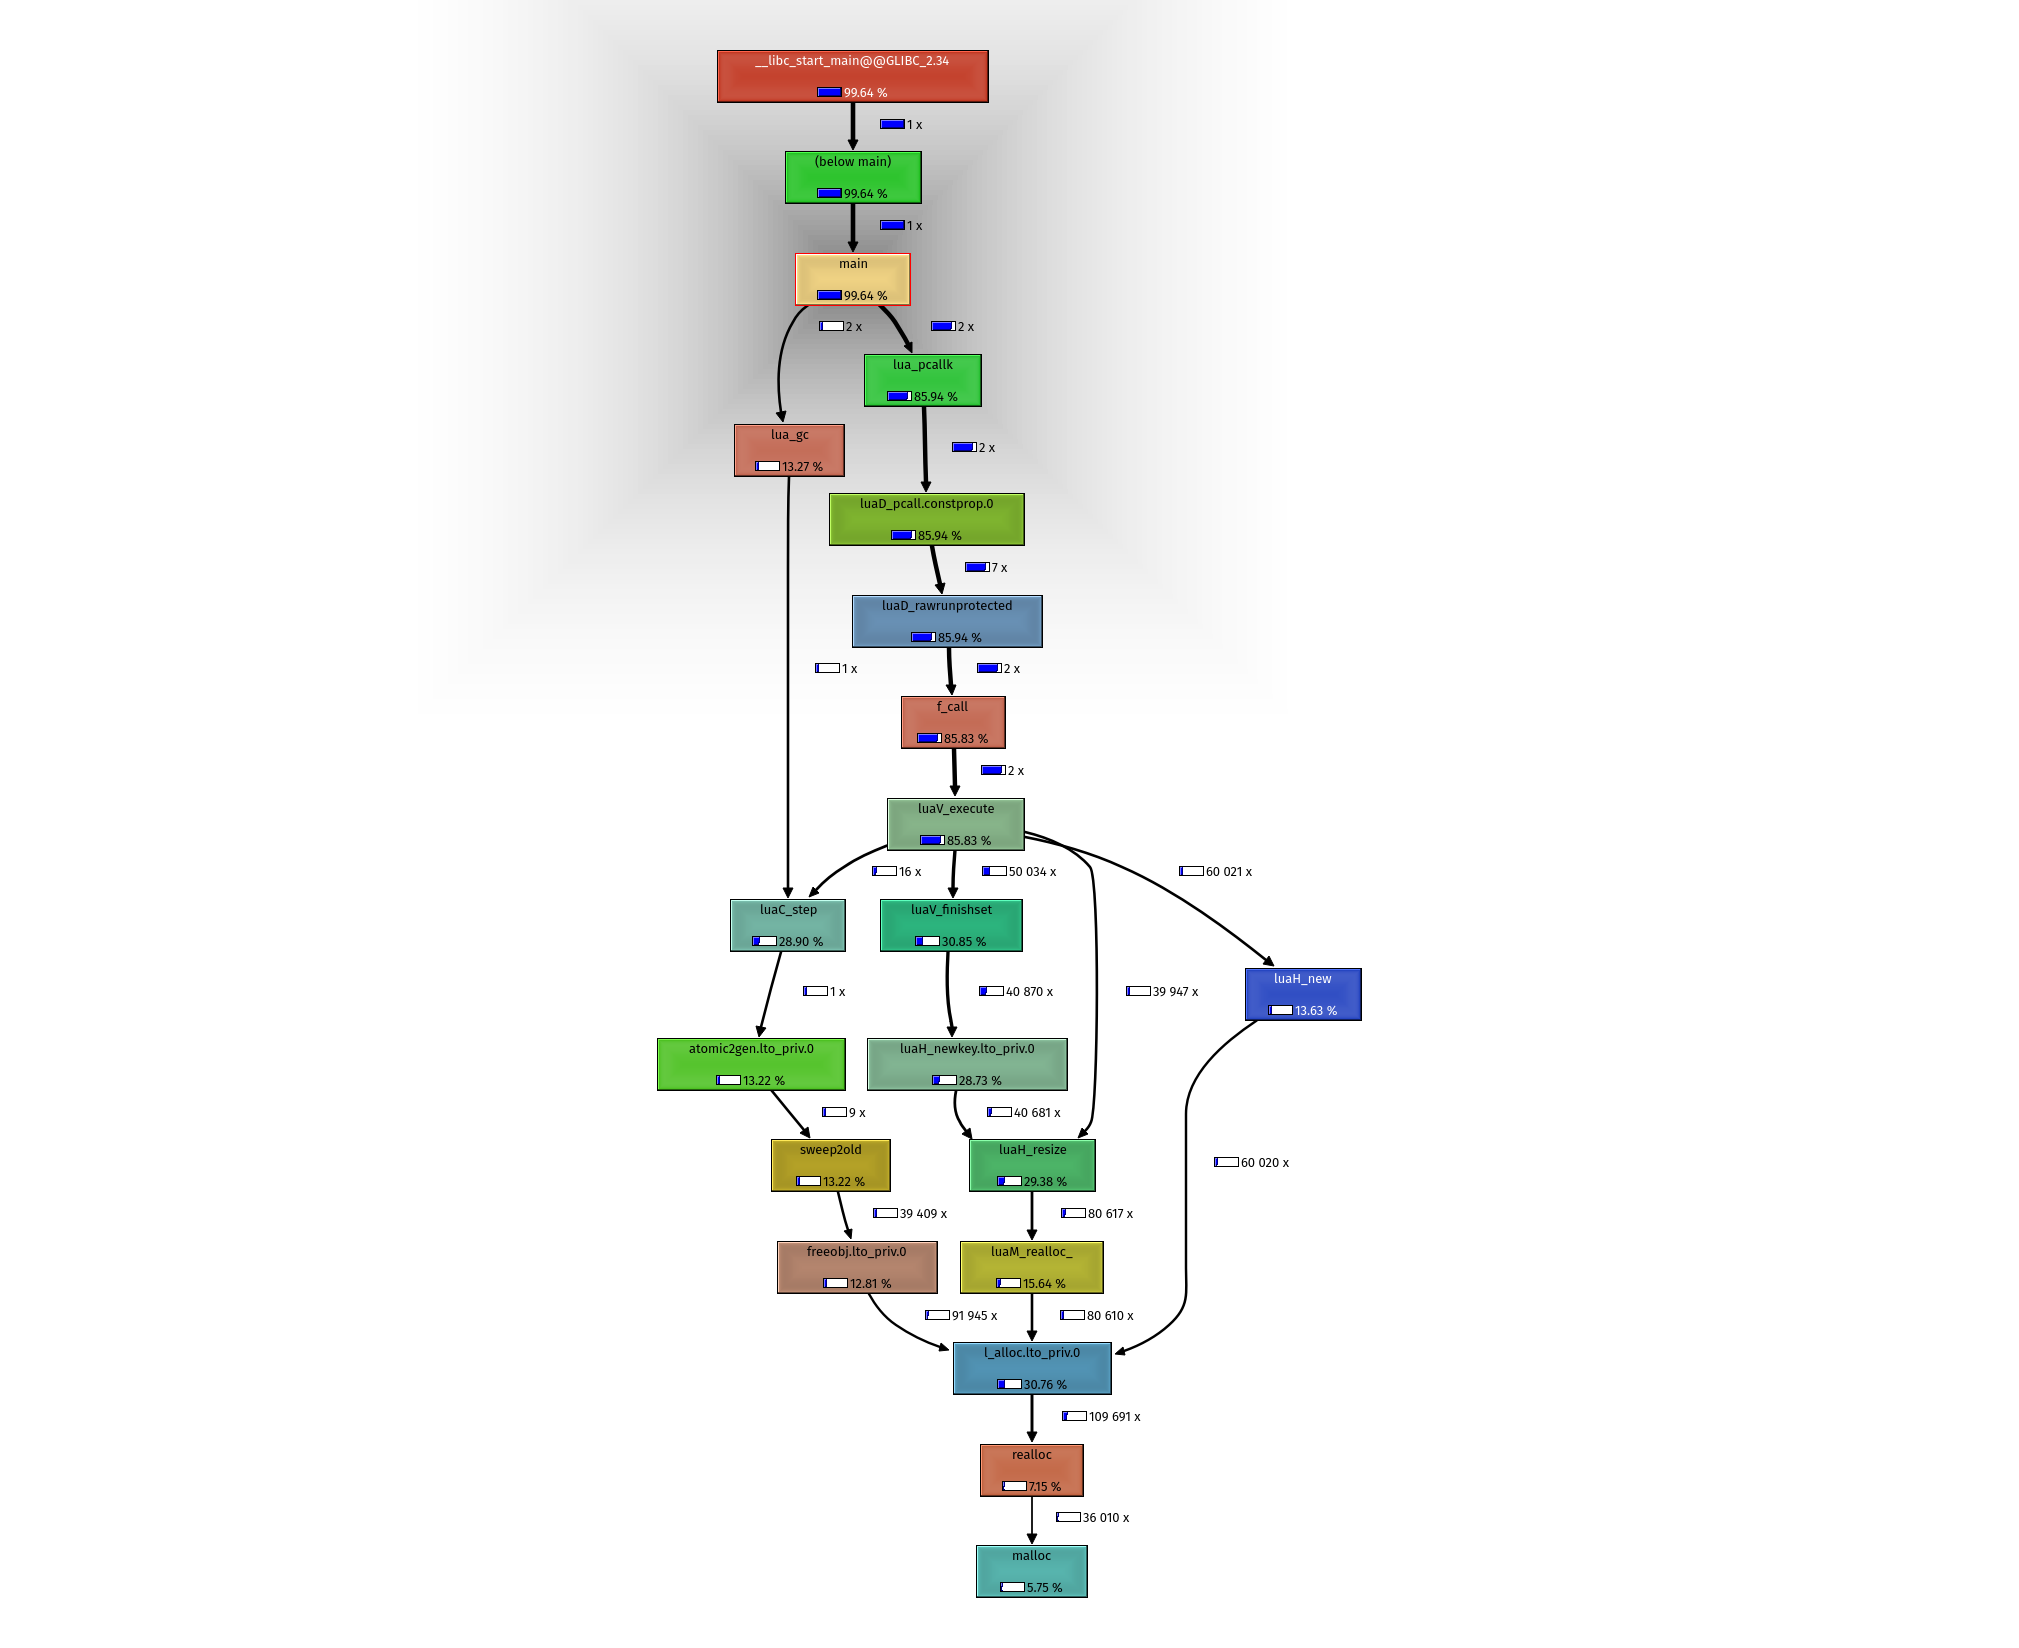 __libc_start_main@@GLIBC_2.34
99.64 %
1 x
(below main)
99.64 %
1 x
main
99.64 %
2 x
2 x
lua_pcallk
85.94 %
lua_gc
13.27 %
2 x
luaD_pcall.constprop.0
85.94 %
7 x
luaD_rawrunprotected
85.94 %
1 x
2 x
f_call
85.83 %
2 x
luaV_execute
85.83 %
16 x
50 034 x
60 021 x
luaC_step
28.90 %
luaV_finishset
30.85 %
luaH_new
13.63 %
1 x
40 870 x
39 947 x
atomic2gen.lto_priv.0
13.22 %
luaH_newkey.lto_priv.0
28.73 %
9 x
40 681 x
sweep2old
13.22 %
luaH_resize
29.38 %
60 020 x
39 409 x
80 617 x
freeobj.lto_priv.0
12.81 %
luaM_realloc_
15.64 %
91 945 x
80 610 x
l_alloc.lto_priv.0
30.76 %
109 691 x
realloc
7.15 %
36 010 x
malloc
5.75 %